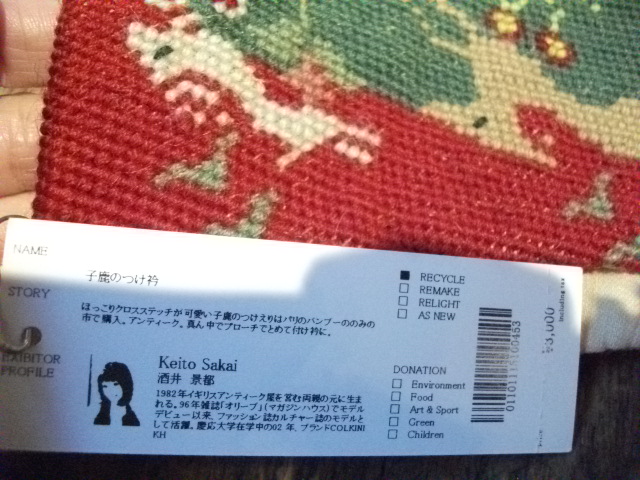 NAME
子鹿のつけ衿
STORY
ほっこりクロスステッチが可愛い子鹿のつけえりはパリのバンブーののみの
市で購入。アンティーク。真ん中でブローチでとめて付け衿に。
EXIBITOR
PROFILE
Keito Sakai
酒井 景都
1982年イギリスアンティーク屋を営む両親の元に生ま
れる。96年雑誌「オリーブ」(マガジンハウス)でモデル
デビュー以来、ファッション誌カルチャー誌のモデルと
して活躍。慶応大学在学中の02年、ブランドCOLKINI
KH
RECYCLE
REMAKE
RELIGHT
AS NEW
DONATION
Environment
Food
Art & Sport
Green
Children
including tax